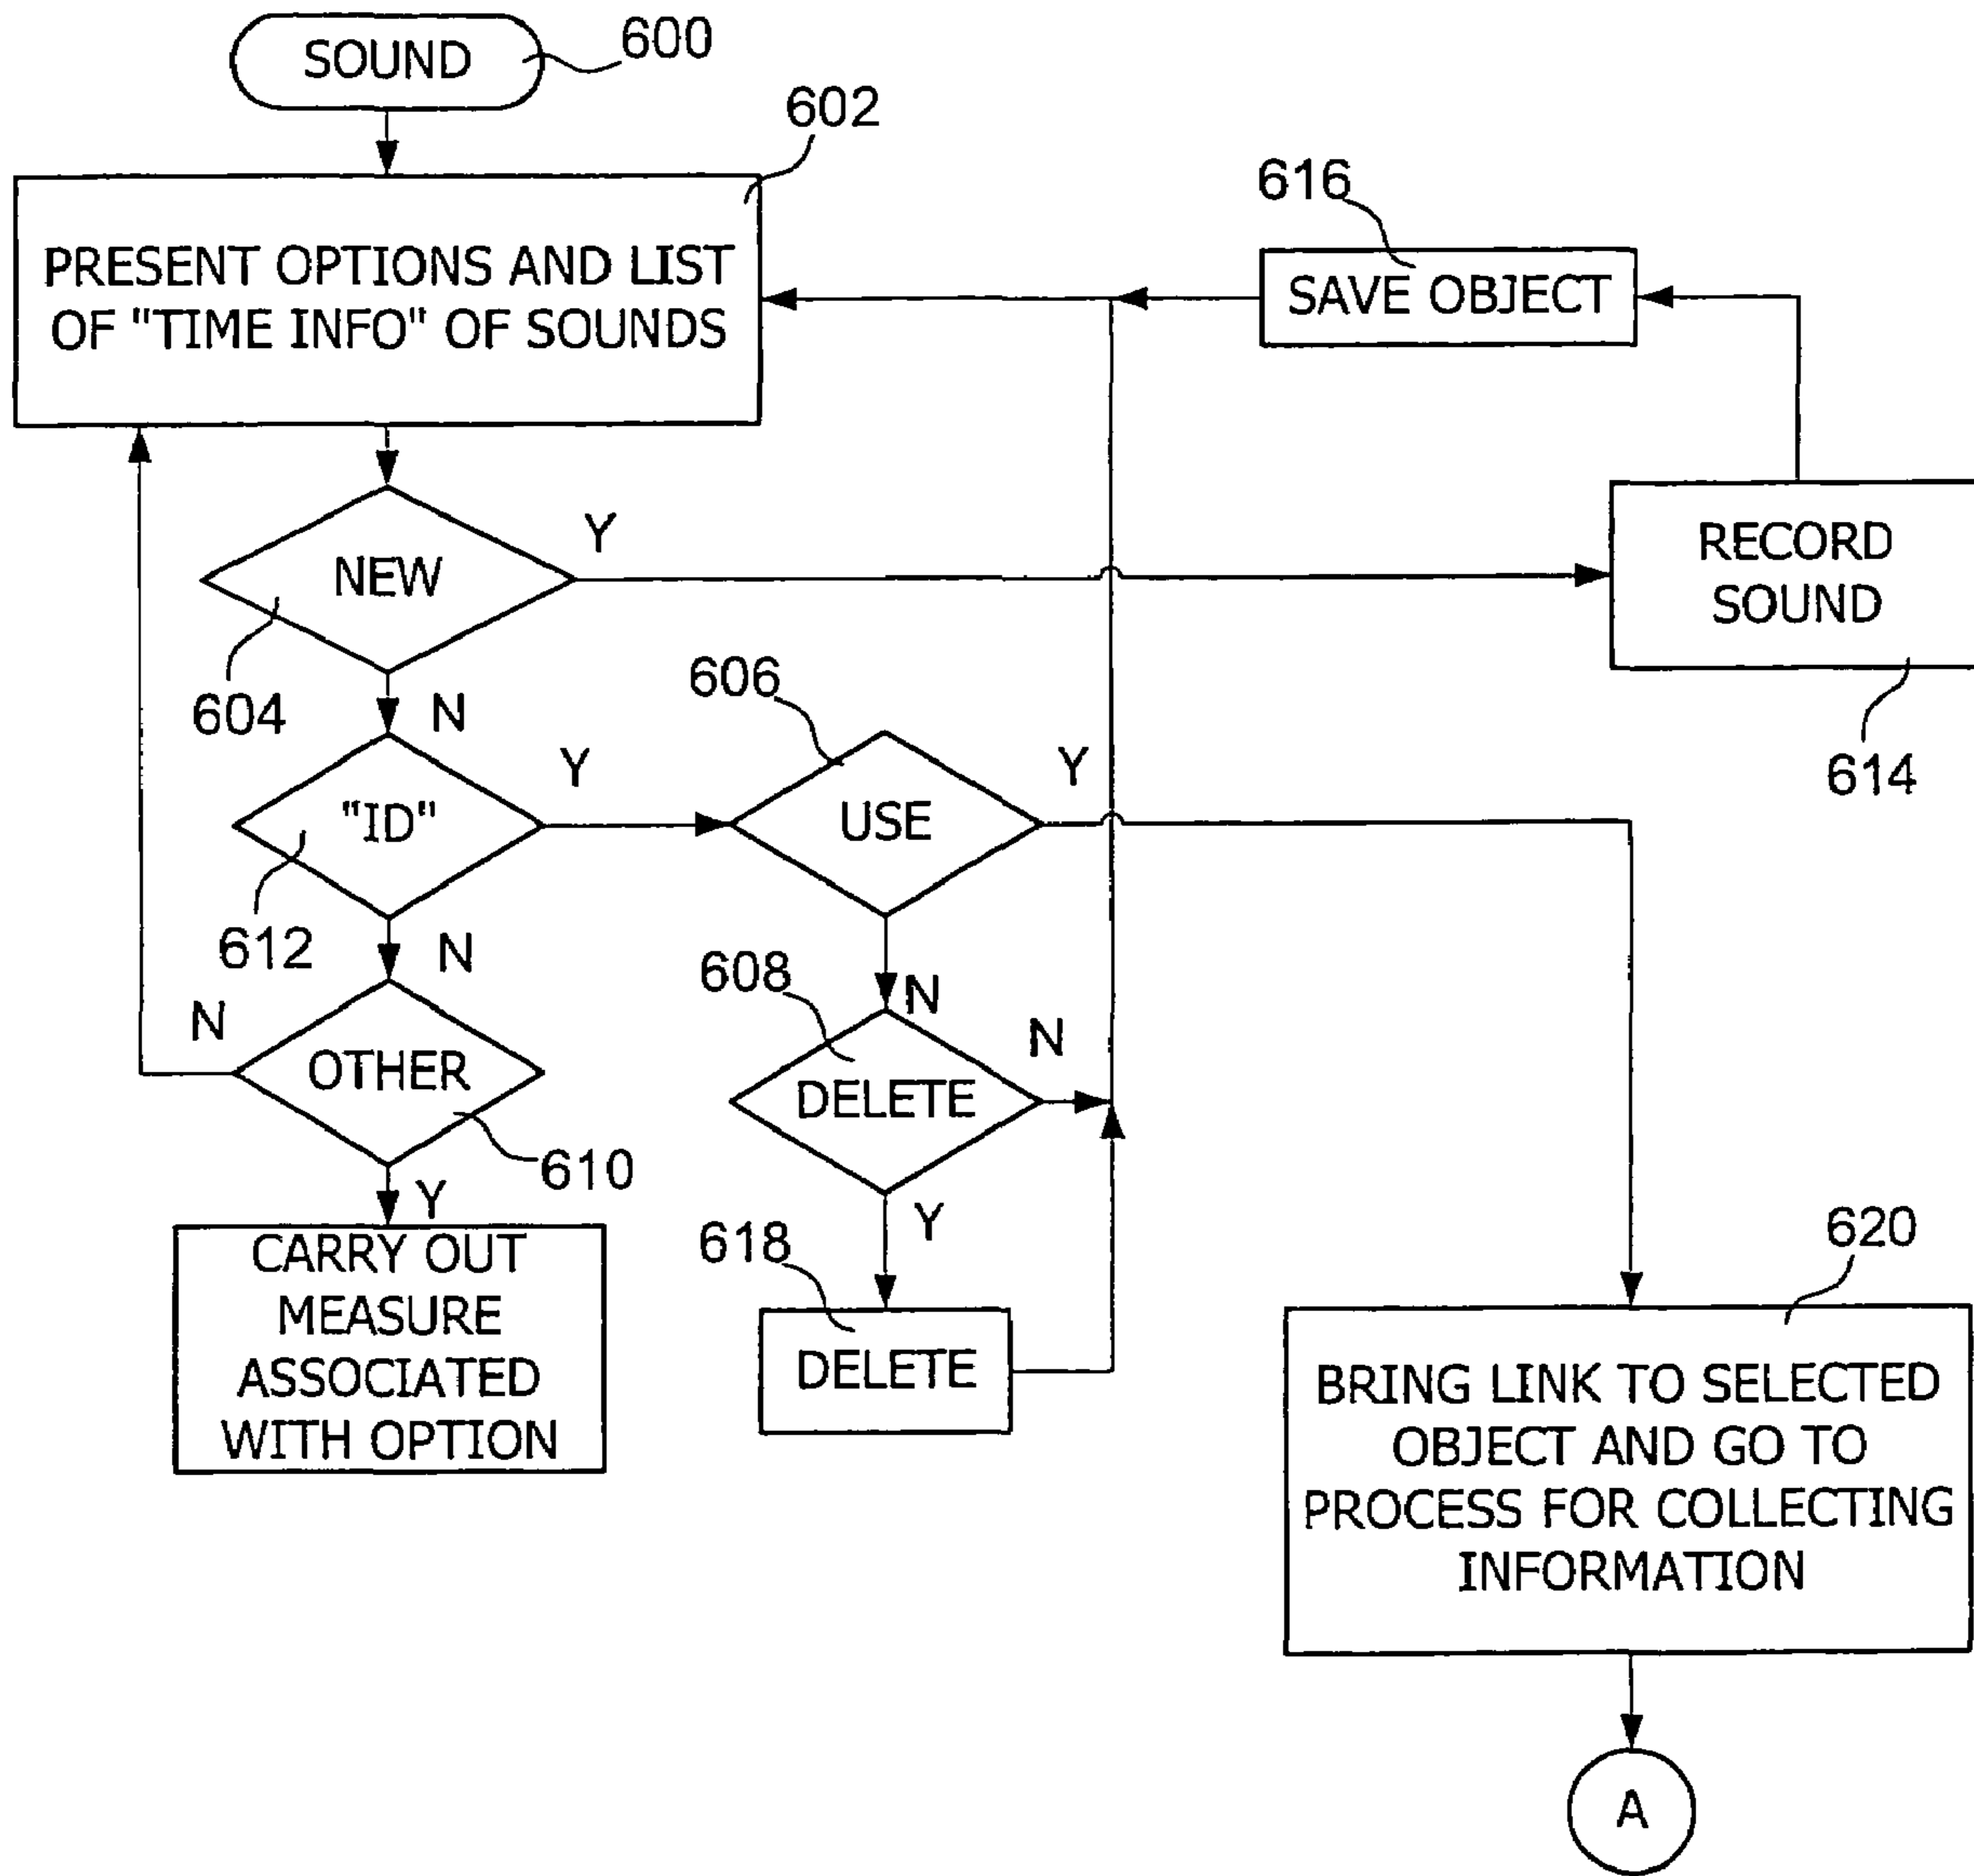 SOUND
600
602
PRESENT OPTIONS AND LIST
OF "TIME INFO" OF SOUNDS
616
SAVE OBJECT
NEW
Y
604
N
RECORD
SOUND
614
"ID"
Y
612
N
606
USE
Y
N
608
DELETE
N
Y
OTHER
N
610
Y
CARRY OUT
MEASURE
ASSOCIATED
WITH OPTION
618
DELETE
620
BRING LINK TO SELECTED
OBJECT AND GO TO
PROCESS FOR COLLECTING
INFORMATION
A